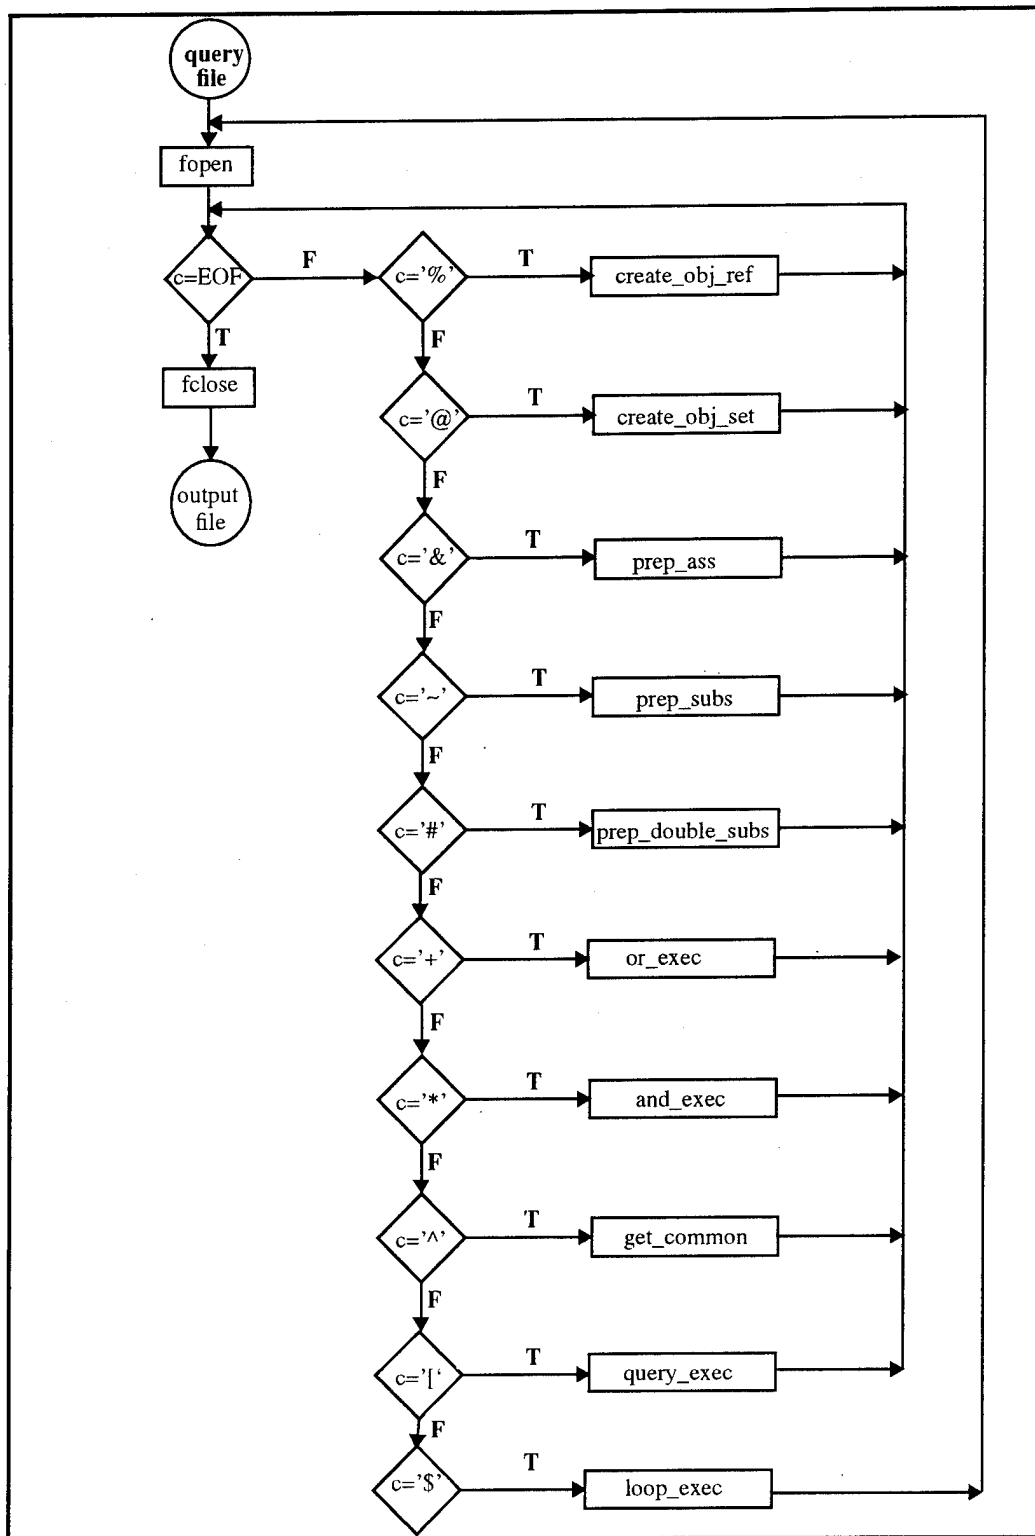 query
file
fopen
c=EOF
F
c='%'
T
create_obj_ref
T
F
fclose
c='@'
T
create_obj_set
F
output
file
c='&'
T
prep_ass
F
c='~'
T
prep_subs
F
c='#'
T
prep_double_subs
F
c='+'
T
or_exec
F
c='*'
T
and_exec
F
c='^'
T
get_common
F
c='[‘
T
query_exec
F
c='$'
T
loop_exec